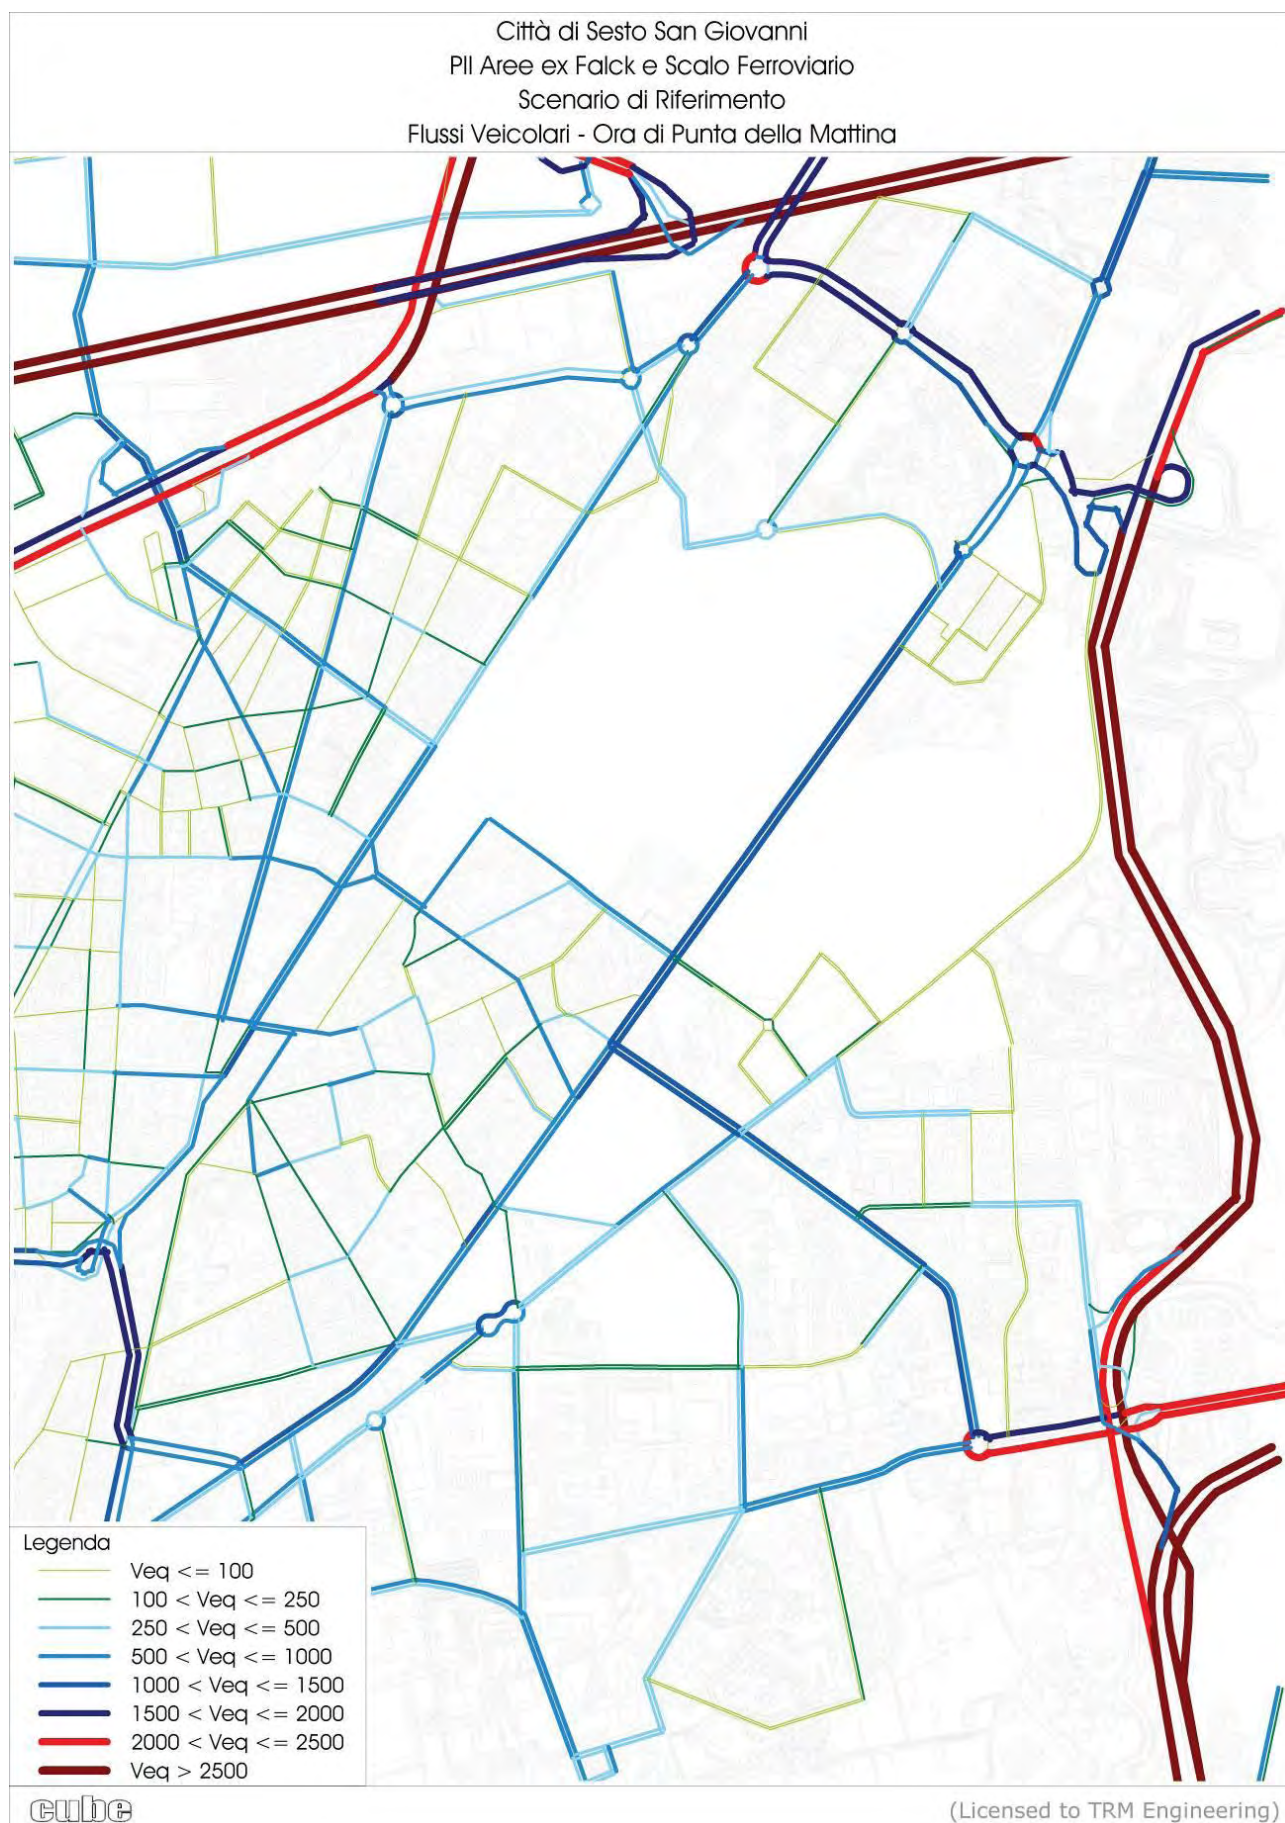 Città di Sesto San Giovanni
PII Aree ex Falck e Scalo Ferroviario
Scenario di Riferimento
Flussi Veicolari - Ora di Punta della Mattina
Legenda
Veq <= 100
100 < Veq <= 250
250 < Veq <= 500
500 < Veq <= 1000
1000 < Veq <= 1500
1500 < Veq <= 2000
2000 < Veq <= 2500
Veq > 2500
cube
(Licensed to TRM Engineering)